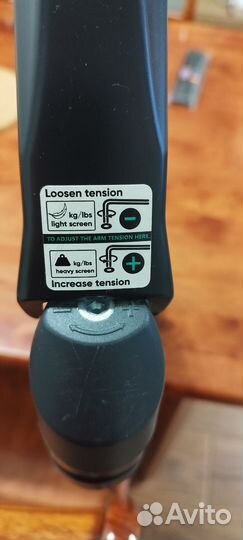 Loosen tension
kg/lbs
light screen
TO ADJUST THE ARM TENSION HERE.
kg/lbs
heavy screen
Increase tension
Avito